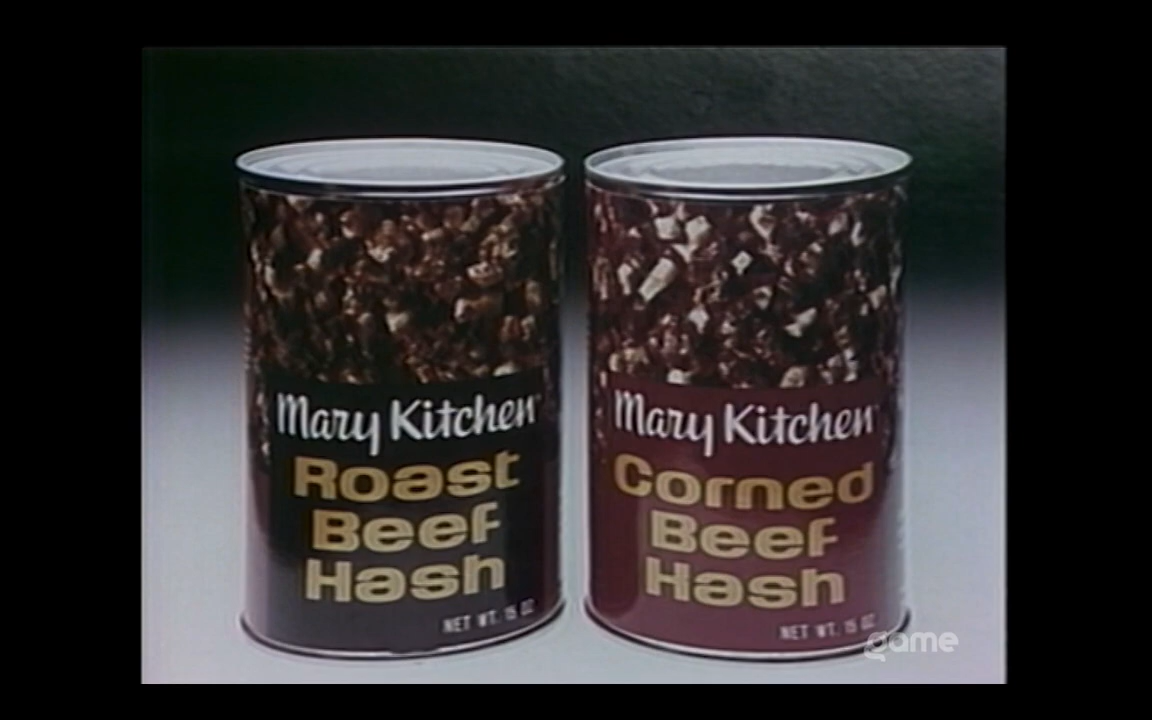 Mary Kitchen
Roast
Beef
Hash
NET WT. 15 OZ
Mary Kitchen
Corned
Beef
Hash
NET WT. 15 OZ
game